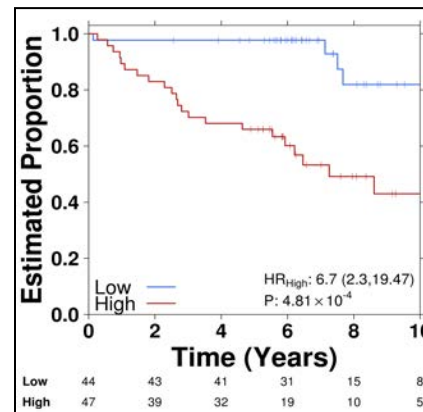 Estimated Proportion
1.0
0.8
0.6
0.4
0.2
0.0
Low
High
HRHigh: 6.7 (2.3,19.47)
P: 4.81 × 10-4
0 2 4 6 8 10
Time (Years)
Low 44 43 41 31 15 8
High 47 39 32 19 10 5